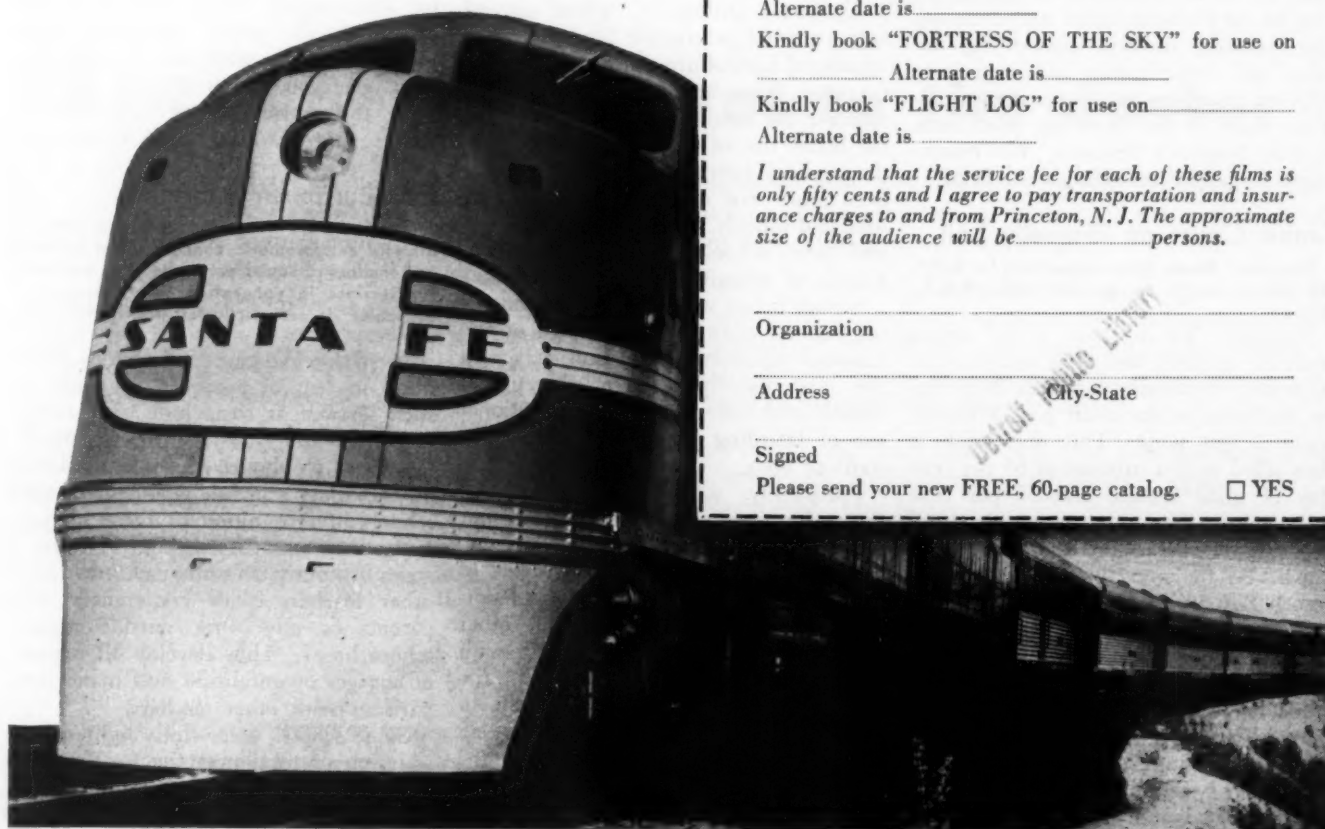 SANTA FE
Alternate date is
Kindly book "FORTRESS OF THE SKY" for use on
Alternate date is
Kindly book "FLIGHT LOG" for use on
Alternate date is
I understand that the service fee for each of these films is
only fifty cents and I agree to pay transportation and insur-
ance charges to and from Princeton, N. J. The approximate
size of the audience will be persons.
Organization
Address City-State
Signed
Please send your new FREE, 60-page catalog. ☐ YES
Detroit Public Library